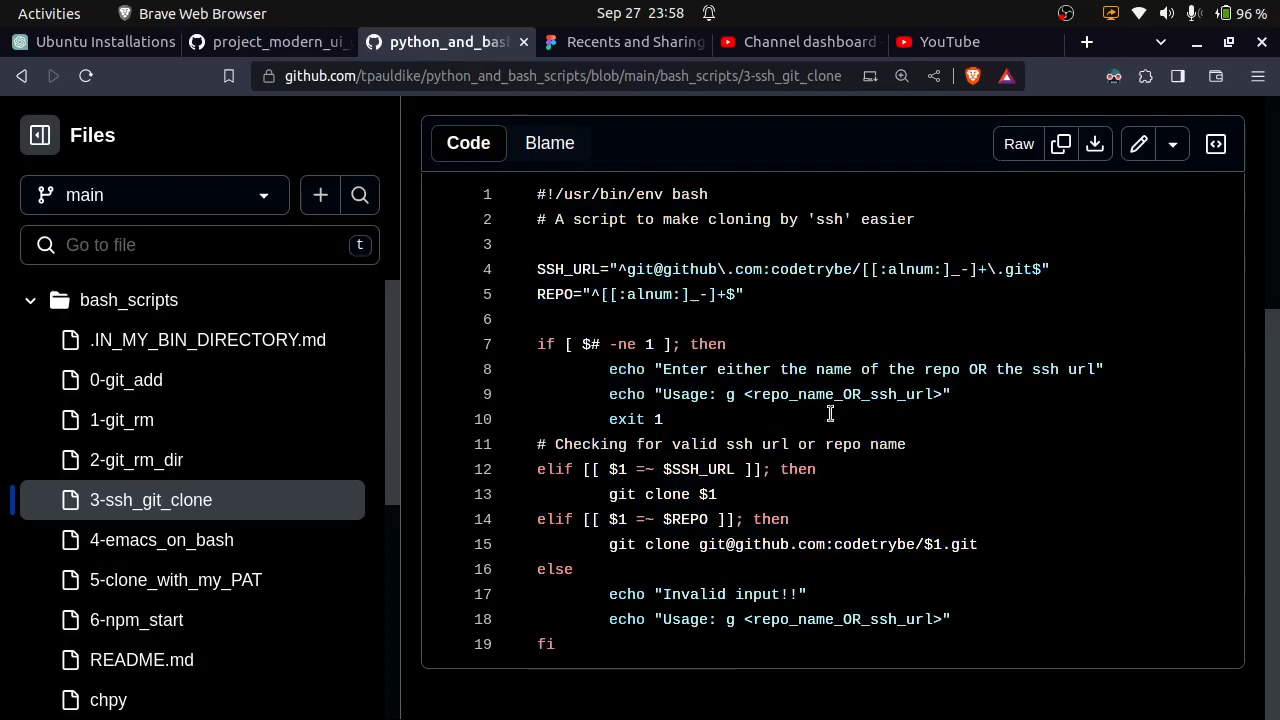 Activities
Brave Web Browser
Sep 27 23:58
96 %
Ubuntu Installations
project_modern_ui_
python_and_bas
Recents and Sharing
Channel dashboard
YouTube
github.com/tpauldike/python_and_bash_scripts/blob/main/bash_scripts/3-ssh_git_clone
Files
main
Go to file
t
bash_scripts
.IN_MY_BIN_DIRECTORY.md
0-git_add
1-git_rm
2-git_rm_dir
3-ssh_git_clone
4-emacs_on_bash
5-clone_with_my_PAT
6-npm_start
README.md
chpy
Code
Blame
Raw
1 #!/usr/bin/env bash
2 # A script to make cloning by 'ssh' easier
3
4 SSH_URL="^git@github\.com:codetrybe/[[:alnum:]_-]+\.git$"
5 REPO="^[[:alnum:]_-]+$"
6
7 if [ $# -ne 1 ]; then
8 echo "Enter either the name of the repo OR the ssh url"
9 echo "Usage: g <repo_name_OR_ssh_url>"
10 exit 1
11 # Checking for valid ssh url or repo name
12 elif [[ $1 =~ $SSH_URL ]]; then
13 git clone $1
14 elif [[ $1 =~ $REPO ]]; then
15 git clone git@github.com:codetrybe/$1.git
16 else
17 echo "Invalid input!!"
18 echo "Usage: g <repo_name_OR_ssh_url>"
19 fi